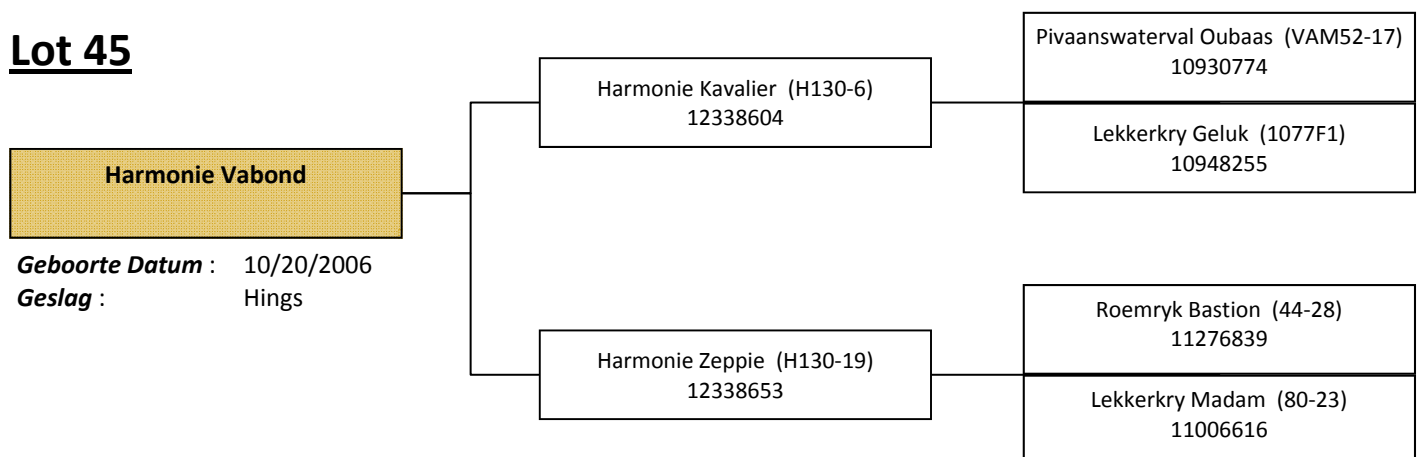 Lot 45
Harmonie Vabond
Geboorte Datum : 10/20/2006
Geslag : Hings
Harmonie Kavalier (H130-6)
12338604
Harmonie Zeppie (H130-19)
12338653
Pivaanswaterval Oubaas (VAM52-17)
10930774
Lekkerkry Geluk (1077F1)
10948255
Roemryk Bastion (44-28)
11276839
Lekkerkry Madam (80-23)
11006616